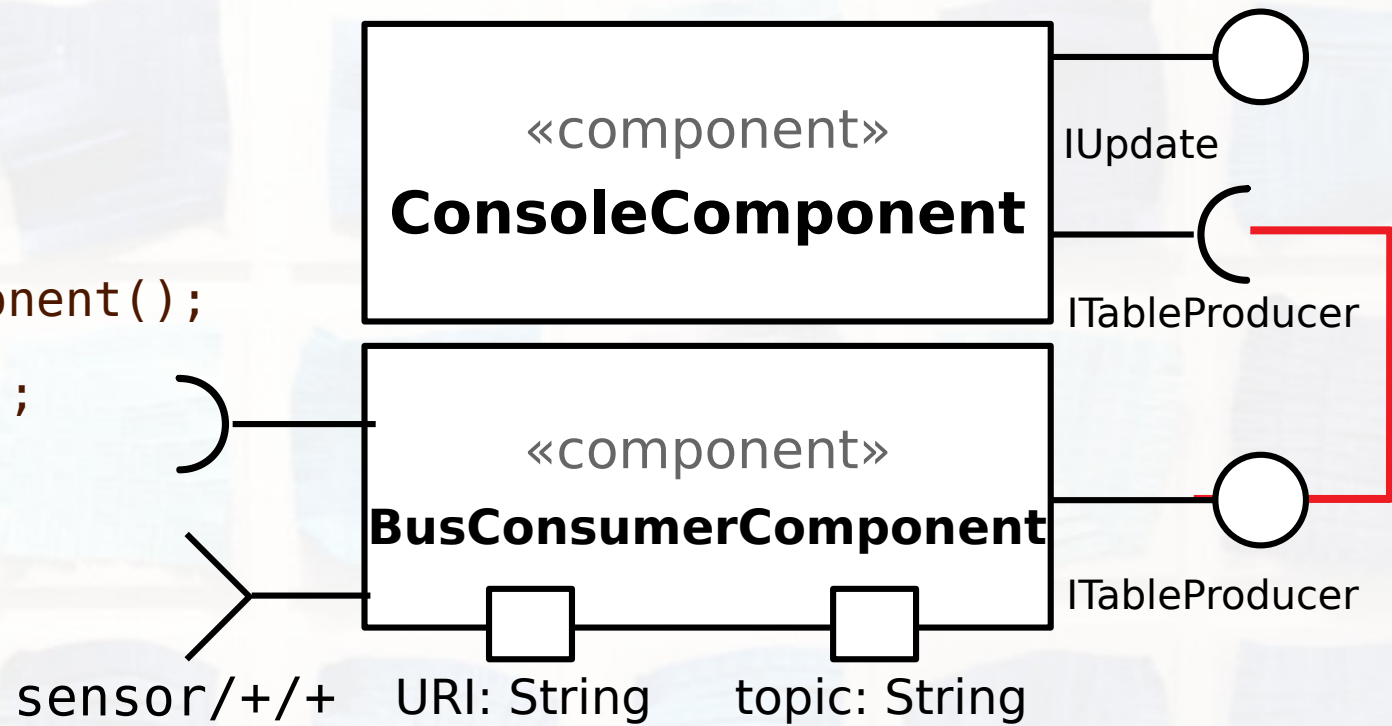 «component»
ConsoleComponent
IUpdate
ITableProducer
onent();
;
«component»
BusConsumerComponent
ITableProducer
sensor/+/+
URI: String
topic: String